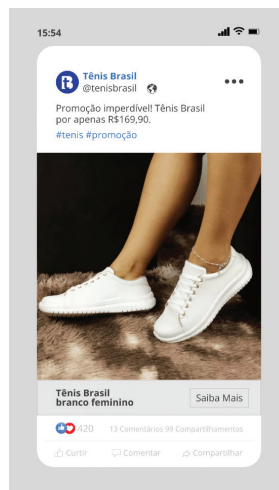 15:54
Tênis Brasil
@tenisbrasil
Promoção imperdível! Tênis Brasil
por apenas R$169,90.
#tenis #promoção
Tênis Brasil
branco feminino
Saiba Mais
420
13 Comentários 99 Compartilhamentos
Curtir
Comentar
Compartilhar